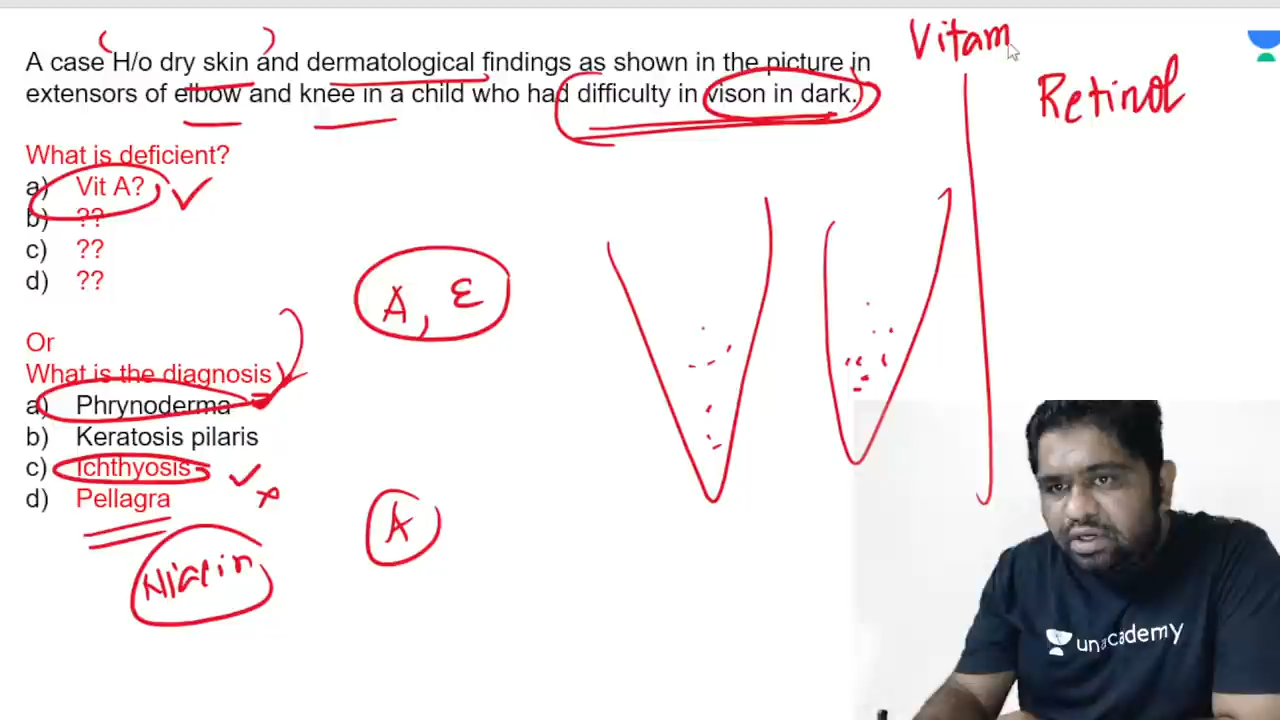 A case H/o dry skin and dermatological findings as shown in the picture in
extensors of elbow and knee in a child who had difficulty in vison in dark.
What is deficient?
a) Vit A?
b) ??
c) ??
d) ??
Or
What is the diagnosis
a) Phrynoderma
b) Keratosis pilaris
c) Ichthyosis
d) Pellagra
Niacin
A, E
A
Vitam
Retinol
unacademy